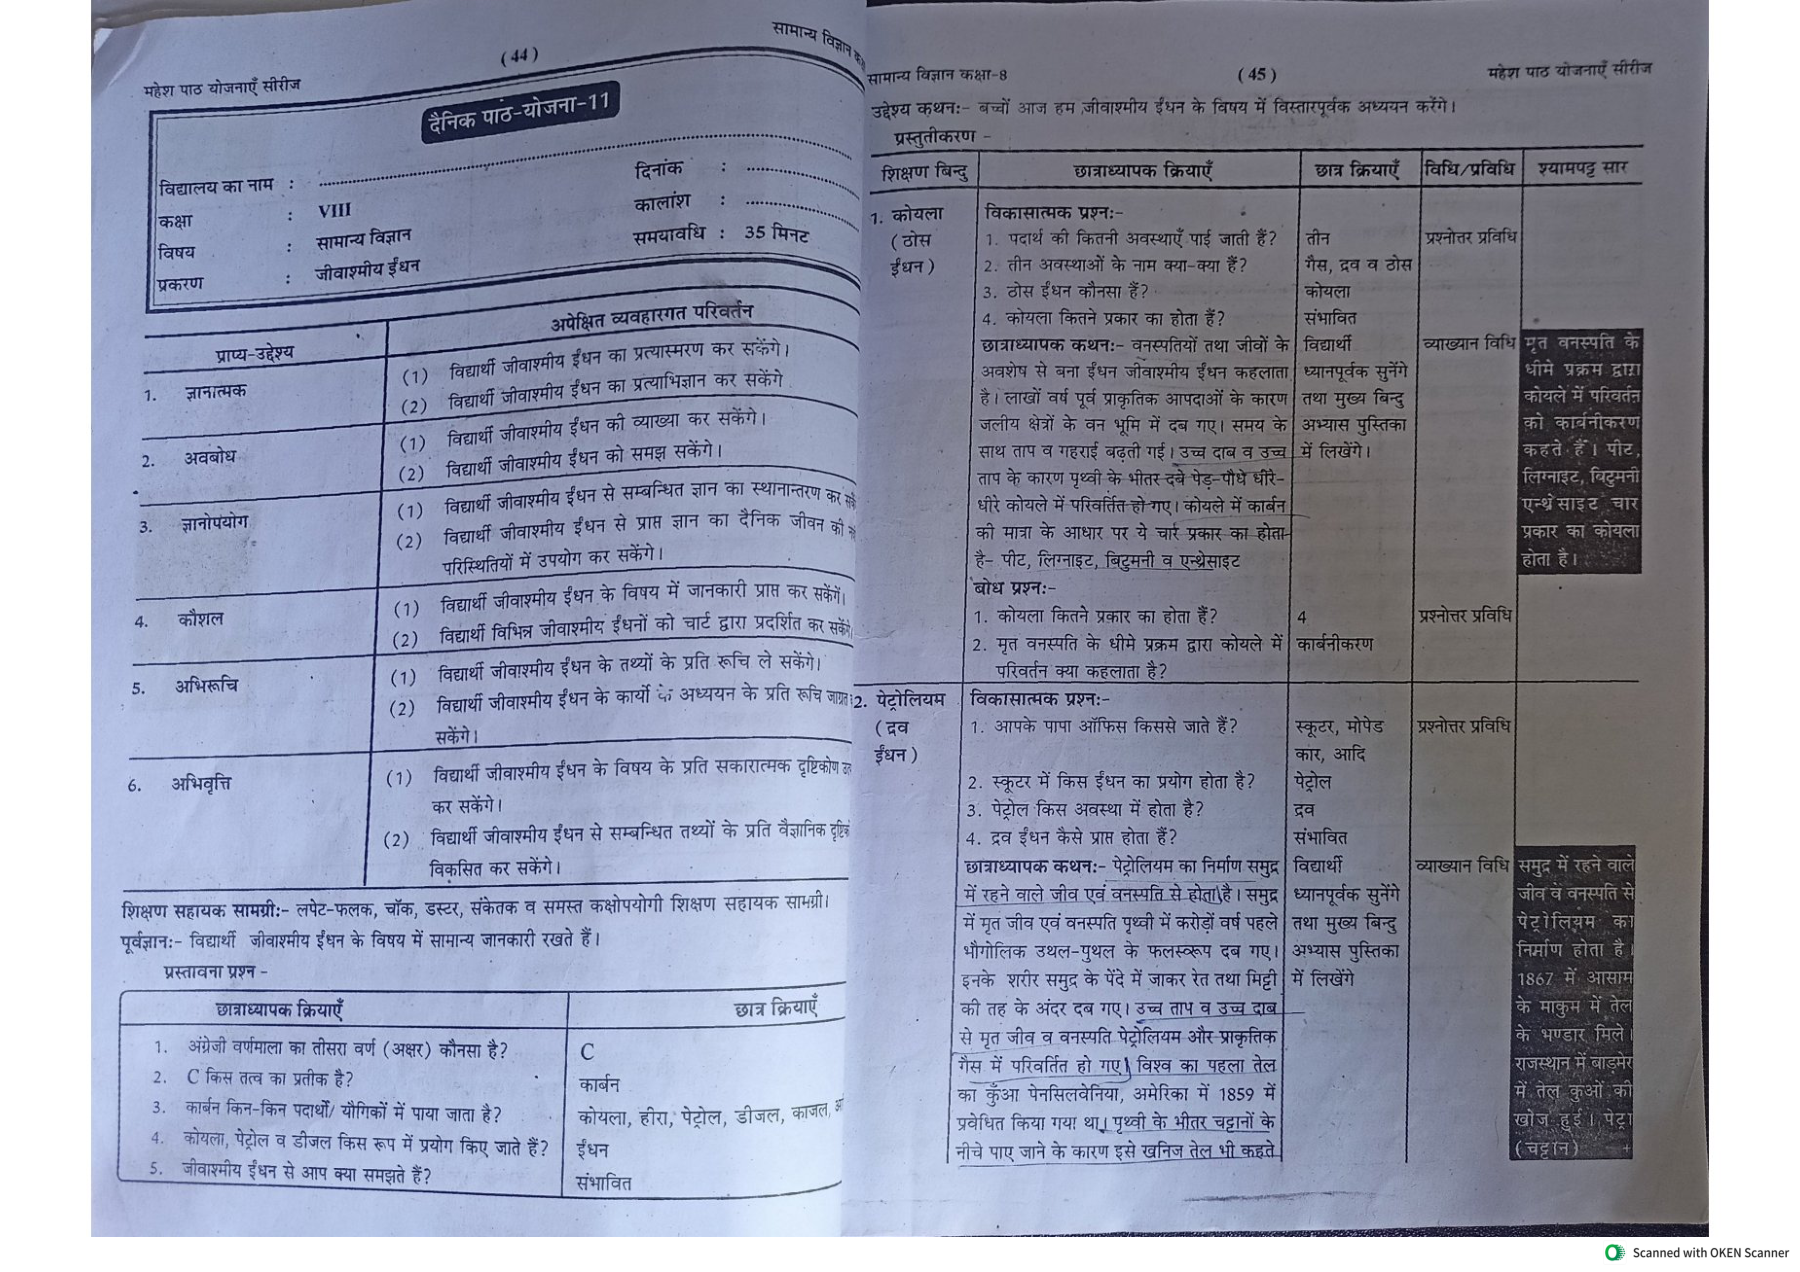 महेश पाठ योजनाएँ सीरीज
(44)
सामान्य विज्ञान
दैनिक पाठ-योजना-11
विद्यालय का नाम :
दिनांक :
कक्षा : VIII
कालांश :
विषय : सामान्य विज्ञान
समयावधि : 35 मिनट
प्रकरण : जीवाश्मीय ईंधन
प्राप्य-उद्देश्य
अपेक्षित व्यवहारगत परिवर्तन
1. ज्ञानात्मक
(1) विद्यार्थी जीवाश्मीय ईंधन का प्रत्यास्मरण कर सकेंगे।
(2) विद्यार्थी जीवाश्मीय ईंधन का प्रत्याभिज्ञान कर सकेंगे
2. अवबोध
(1) विद्यार्थी जीवाश्मीय ईंधन की व्याख्या कर सकेंगे।
(2) विद्यार्थी जीवाश्मीय ईंधन को समझ सकेंगे।
3. ज्ञानोपयोग
(1) विद्यार्थी जीवाश्मीय ईंधन से सम्बन्धित ज्ञान का स्थानान्तरण कर
(2) विद्यार्थी जीवाश्मीय ईंधन से प्राप्त ज्ञान का दैनिक जीवन की
परिस्थितियों में उपयोग कर सकेंगे।
4. कौशल
(1) विद्यार्थी जीवाश्मीय ईंधन के विषय में जानकारी प्राप्त कर सकेंगें।
(2) विद्यार्थी विभिन्न जीवाश्मीय ईंधनों को चार्ट द्वारा प्रदर्शित कर सकेंगे
5. अभिरूचि
(1) विद्यार्थी जीवाश्मीय ईंधन के तथ्यों के प्रति रूचि ले सकेंगे।
(2) विद्यार्थी जीवाश्मीय ईंधन के कार्यो के अध्ययन के प्रति रूचि जाग्रत
सकेंगे।
6. अभिवृत्ति
(1) विद्यार्थी जीवाश्मीय ईंधन के विषय के प्रति सकारात्मक दृष्टिकोण
कर सकेंगे।
(2) विद्यार्थी जीवाश्मीय ईंधन से सम्बन्धित तथ्यों के प्रति वैज्ञानिक
विकसित कर सकेंगे।
शिक्षण सहायक सामग्री:- लपेट-फलक, चॉक, डस्टर, संकेतक व समस्त कक्षोपयोगी शिक्षण सहायक सामग्री।
पूर्वज्ञान:- विद्यार्थी जीवाश्मीय ईंधन के विषय में सामान्य जानकारी रखते हैं।
प्रस्तावना प्रश्न -
छात्राध्यापक क्रियाएँ
छात्र क्रियाएँ
1. अंग्रेजी वर्णमाला का तीसरा वर्ण (अक्षर) कौनसा है?
C
2. C किस तत्व का प्रतीक है?
कार्बन
3. कार्बन किन-किन पदार्थो/ यौगिकों में पाया जाता है?
कोयला, हीरा, पेट्रोल, डीजल, काजल,
4. कोयला, पेट्रोल व डीजल किस रूप में प्रयोग किए जाते हैं?
ईंधन
5. जीवाश्मीय ईंधन से आप क्या समझते हैं?
संभावित
सामान्य विज्ञान कक्षा-8
(45)
महेश पाठ योजनाएँ सीरीज
उद्देश्य कथन:- बच्चों आज हम जीवाश्मीय ईंधन के विषय में विस्तारपूर्वक अध्ययन करेंगे।
प्रस्तुतीकरण -
शिक्षण बिन्दु
छात्राध्यापक क्रियाएँ
छात्र क्रियाएँ
विधि/प्रविधि
श्यामपट्ट सार
1. कोयला
(ठोस
ईंधन)
विकासात्मक प्रश्न:-
1. पदार्थ की कितनी अवस्थाएँ पाई जाती हैं?
तीन
प्रश्नोत्तर प्रविधि
2. तीन अवस्थाओं के नाम क्या-क्या हैं?
गैस, द्रव व ठोस
3. ठोस ईंधन कौनसा हैं?
कोयला
4. कोयला कितने प्रकार का होता हैं?
संभावित
छात्राध्यापक कथन:- वनस्पतियों तथा जीवों के
अवशेष से बना ईंधन जीवाश्मीय ईंधन कहलाता
है। लाखों वर्ष पूर्व प्राकृतिक आपदाओं के कारण
जलीय क्षेत्रों के वन भूमि में दब गए। समय के
साथ ताप व गहराई बढ़ती गई। उच्च दाब व उच्च
ताप के कारण पृथ्वी के भीतर दबे पेड़-पौधे धीरे-
धीरे कोयले में परिवर्तित हो गए। कोयले में कार्बन
की मात्रा के आधार पर ये चार प्रकार का होता
है- पीट, लिग्नाइट, बिटुमनी व एन्थ्रेसाइट
विद्यार्थी
ध्यानपूर्वक सुनेंगे
तथा मुख्य बिन्दु
अभ्यास पुस्तिका
में लिखेंगे।
व्याख्यान विधि
मृत वनस्पति के
धीमे प्रक्रम द्वारा
कोयले में परिवर्तन
को कार्बनीकरण
कहते हैं। पीट,
लिग्नाइट, बिटुमनी
एन्थ्रेसाइट चार
प्रकार का कोयला
होता है।
बोध प्रश्न:-
1. कोयला कितने प्रकार का होता हैं?
4
प्रश्नोत्तर प्रविधि
2. मृत वनस्पति के धीमे प्रक्रम द्वारा कोयले में
परिवर्तन क्या कहलाता है?
कार्बनीकरण
2. पेट्रोलियम
(द्रव
ईंधन)
विकासात्मक प्रश्न:-
1. आपके पापा ऑफिस किससे जाते हैं?
स्कूटर, मोपेड
कार, आदि
प्रश्नोत्तर प्रविधि
2. स्कूटर में किस ईंधन का प्रयोग होता है?
पेट्रोल
3. पेट्रोल किस अवस्था में होता है?
द्रव
4. द्रव ईंधन कैसे प्राप्त होता हैं?
संभावित
छात्राध्यापक कथन:- पेट्रोलियम का निर्माण समुद्र
में रहने वाले जीव एवं वनस्पति से होता है। समुद्र
में मृत जीव एवं वनस्पति पृथ्वी में करोड़ों वर्ष पहले
भौगोलिक उथल-पुथल के फलस्वरूप दब गए।
इनके शरीर समुद्र के पेंदे में जाकर रेत तथा मिट्टी
की तह के अंदर दब गए। उच्च ताप व उच्च दाब
से मृत जीव व वनस्पति पेट्रोलियम और प्राकृतिक
गैस में परिवर्तित हो गए। विश्व का पहला तेल
का कुँआ पेनसिलवेनिया, अमेरिका में 1859 में
प्रवेधित किया गया था। पृथ्वी के भीतर चट्टानों के
नीचे पाए जाने के कारण इसे खनिज तेल भी कहते
विद्यार्थी
ध्यानपूर्वक सुनेंगे
तथा मुख्य बिन्दु
अभ्यास पुस्तिका
में लिखेंगे
व्याख्यान विधि
समुद्र में रहने वाले
जीव व वनस्पति से
पेट्रोलियम का
निर्माण होता है।
1867 में आसाम
के माकुम में तेल
के भण्डार मिले।
राजस्थान में बाड़मेर
में तेल कुओं की
खोज हुई। पेट्रा
(चट्टान) +
Scanned with OKEN Scanner